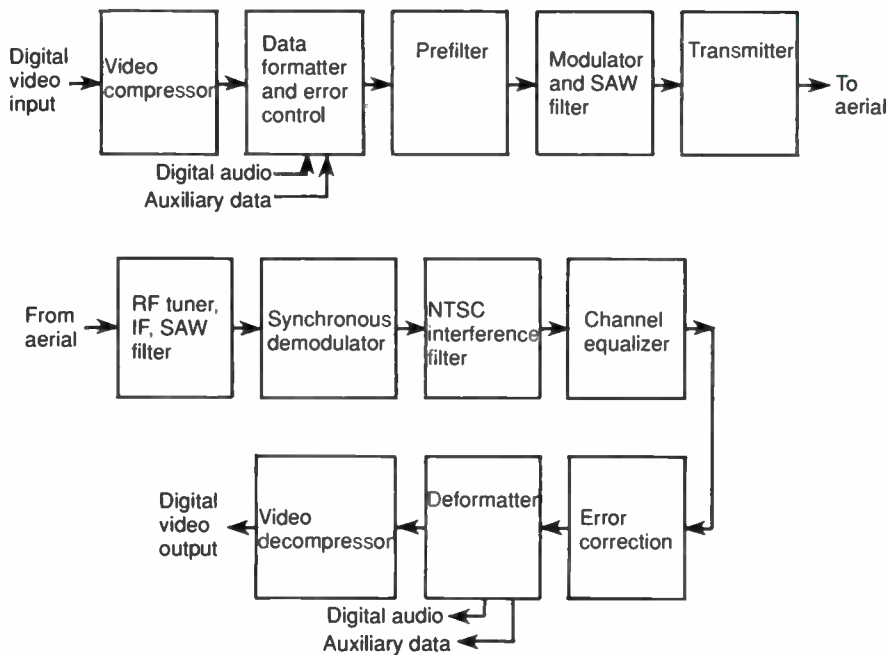 Digital
video
input
Video
compressor
Data
formatter
and error
control
Prefilter
Modulator
and SAW
filter
Transmitter
To
aerial
Digital audio
Auxiliary data
From
aerial
RF tuner,
IF, SAW
filter
Synchronous
demodulator
NTSC
interference
filter
Channel
equalizer
Digital
video
output
Video
decompressor
Deformatter
Error
correction
Digital audio
Auxiliary data